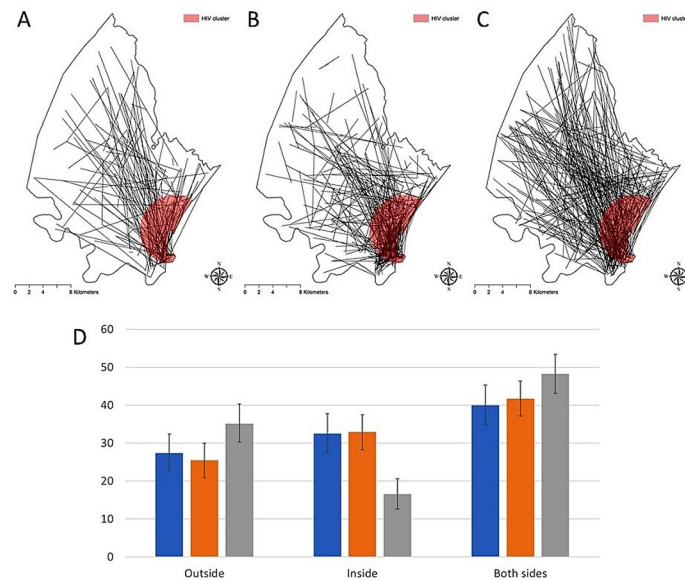 A
HIV cluster
B
HIV cluster
C
HIV cluste
N
W
E
S
0 2 4 8 Kilometers
N
W
E
S
0 2 4 8 Kilometers
N
W
E
S
0 2 4 8 Kilometers
D
60
50
40
30
20
10
0
Outside
Inside
Both sides